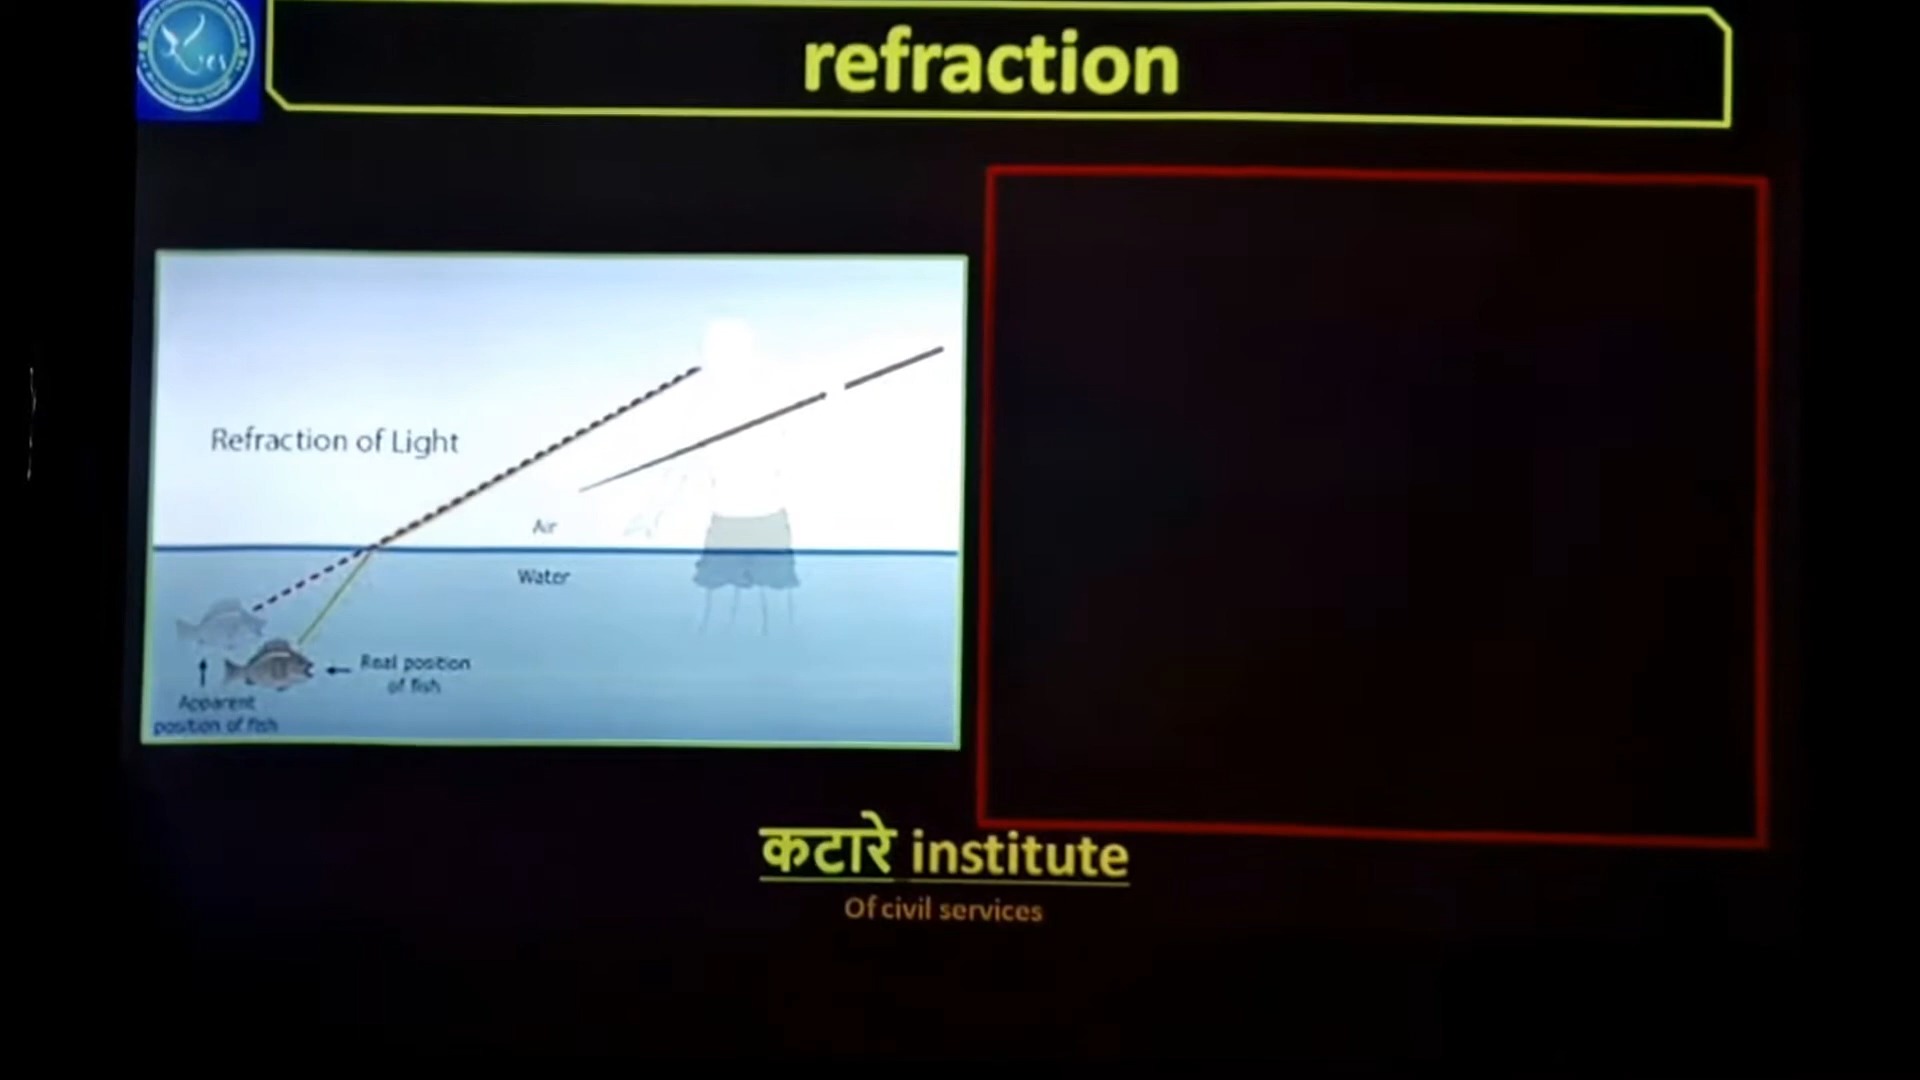 refraction
Refraction of Light
Air
Water
Real position
of fish
Apparent
position of fish
कटारे institute
Of civil services